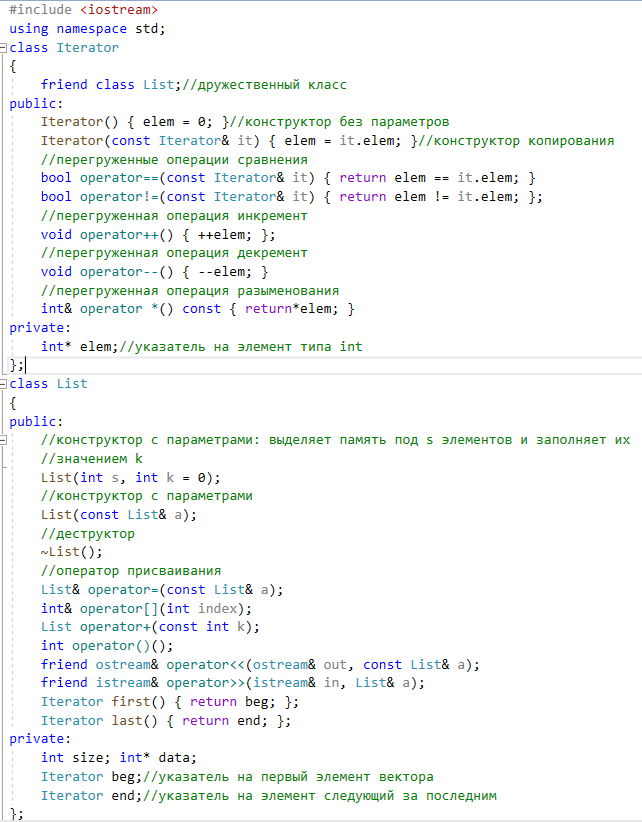 #include <iostream>
using namespace std;
class Iterator
{
    friend class List;//дружественный класс
public:
    Iterator() { elem = 0; }//конструктор без параметров
    Iterator(const Iterator& it) { elem = it.elem; }//конструктор копирования
    //перегруженные операции сравнения
    bool operator==(const Iterator& it) { return elem == it.elem; }
    bool operator!=(const Iterator& it) { return elem != it.elem; };
    //перегруженная операция инкремент
    void operator++() { ++elem; };
    //перегруженная операция декремент
    void operator--() { --elem; }
    //перегруженная операция разыменования
    int& operator *() const { return*elem; }
private:
    int* elem;//указатель на элемент типа int
};
class List
{
public:
    //конструктор с параметрами: выделяет память под s элементов и заполняет их
    //значением k
    List(int s, int k = 0);
    //конструктор с параметрами
    List(const List& a);
    //деструктор
    ~List();
    //оператор присваивания
    List& operator=(const List& a);
    int& operator[](int index);
    List operator+(const int k);
    int operator()();
    friend ostream& operator<<(ostream& out, const List& a);
    friend istream& operator>>(istream& in, List& a);
    Iterator first() { return beg; };
    Iterator last() { return end; };
private:
    int size; int* data;
    Iterator beg;//указатель на первый элемент вектора
    Iterator end;//указатель на элемент следующий за последним
};